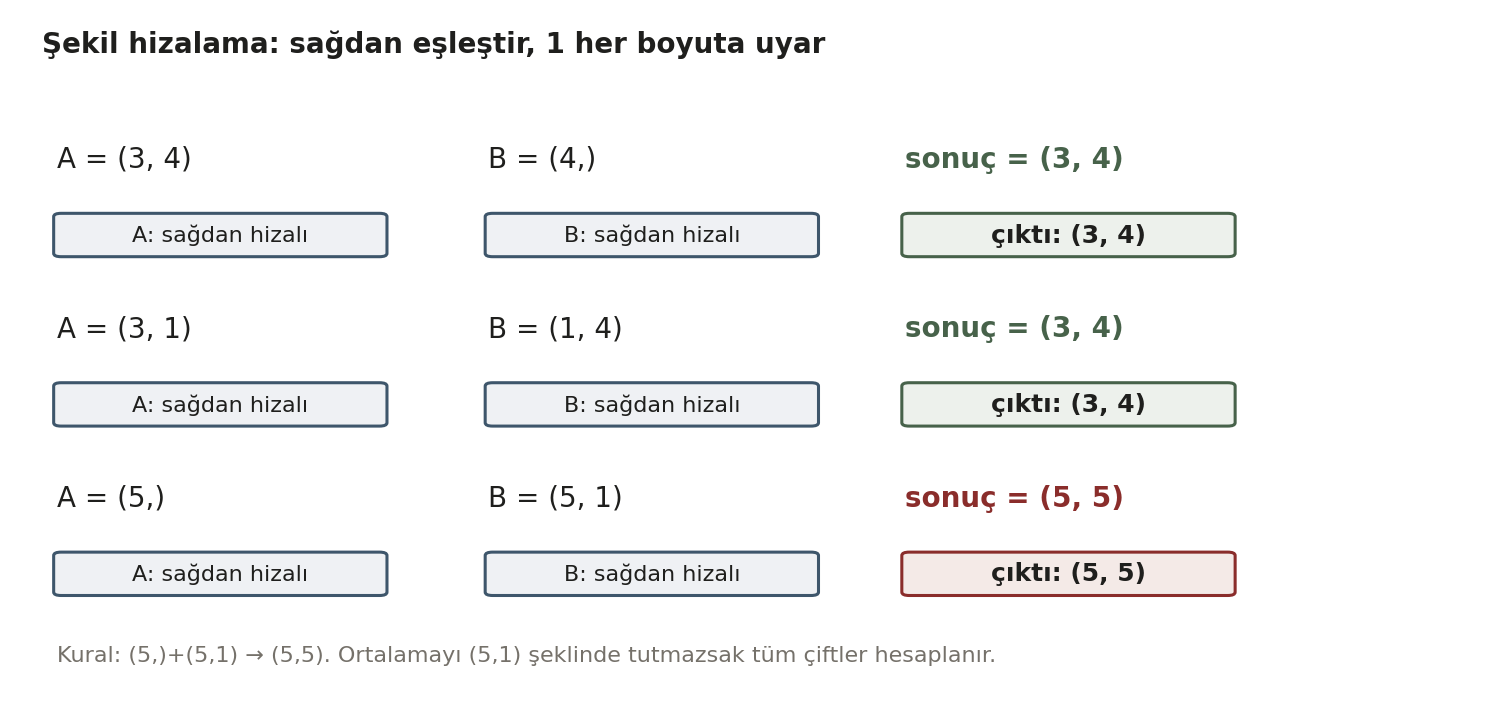 Şekil hizalama: sağdan eşleştir, 1 her boyuta uyar
A = (3, 4)
B = (4,)
sonuç = (3, 4)
A: sağdan hizalı
B: sağdan hizalı
çıktı: (3, 4)
A = (3, 1)
B = (1, 4)
sonuç = (3, 4)
A: sağdan hizalı
B: sağdan hizalı
çıktı: (3, 4)
A = (5,)
B = (5, 1)
sonuç = (5, 5)
A: sağdan hizalı
B: sağdan hizalı
çıktı: (5, 5)
Kural: (5,)+(5,1) → (5,5). Ortalamayı (5,1) şeklinde tutmazsak tüm çiftler hesaplanır.